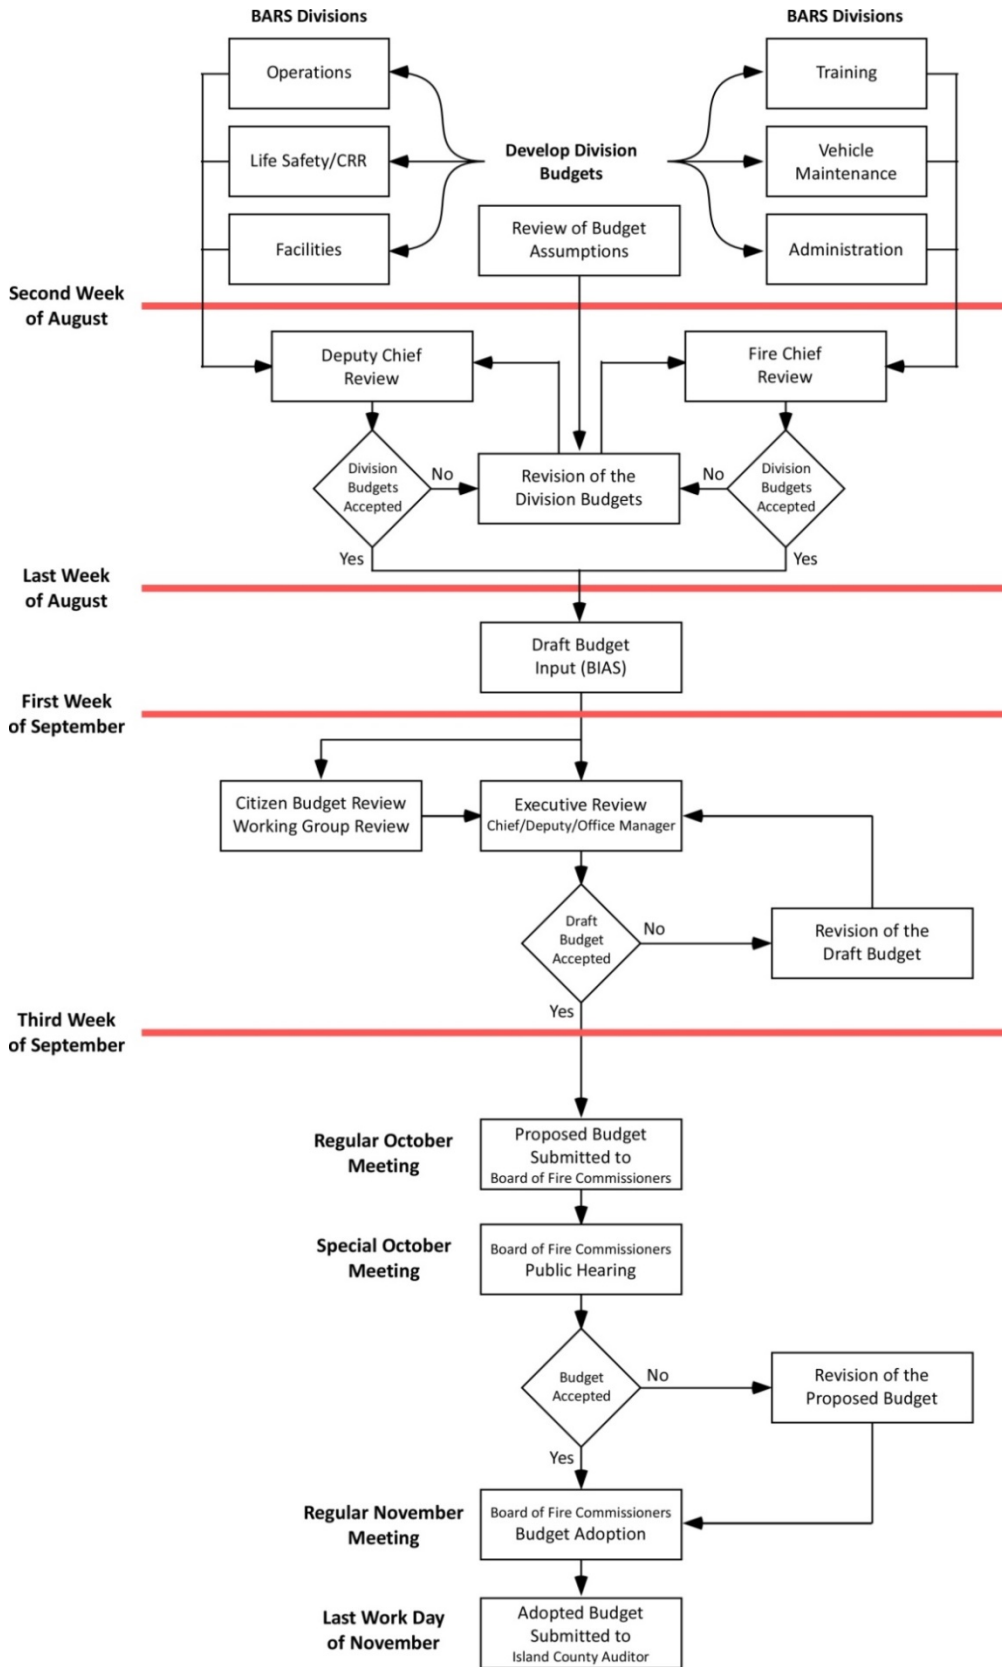 BARS Divisions
BARS Divisions
Operations
Training
Develop Division
Budgets
Life Safety/CRR
Vehicle
Maintenance
Review of Budget
Assumptions
Facilities
Administration
Second Week
of August
Deputy Chief
Review
Fire Chief
Review
Division
Budgets
Accepted
No
Revision of the
Division Budgets
No
Division
Budgets
Accepted
Yes
Yes
Last Week
of August
Draft Budget
Input (BIAS)
First Week
of September
Citizen Budget Review
Working Group Review
Executive Review
Chief/Deputy/Office Manager
Draft
Budget
Accepted
No
Revision of the
Draft Budget
Yes
Third Week
of September
Regular October
Meeting
Proposed Budget
Submitted to
Board of Fire Commissioners
Special October
Meeting
Board of Fire Commissioners
Public Hearing
Budget
Accepted
No
Revision of the
Proposed Budget
Yes
Regular November
Meeting
Board of Fire Commissioners
Budget Adoption
Last Work Day
of November
Adopted Budget
Submitted to
Island County Auditor